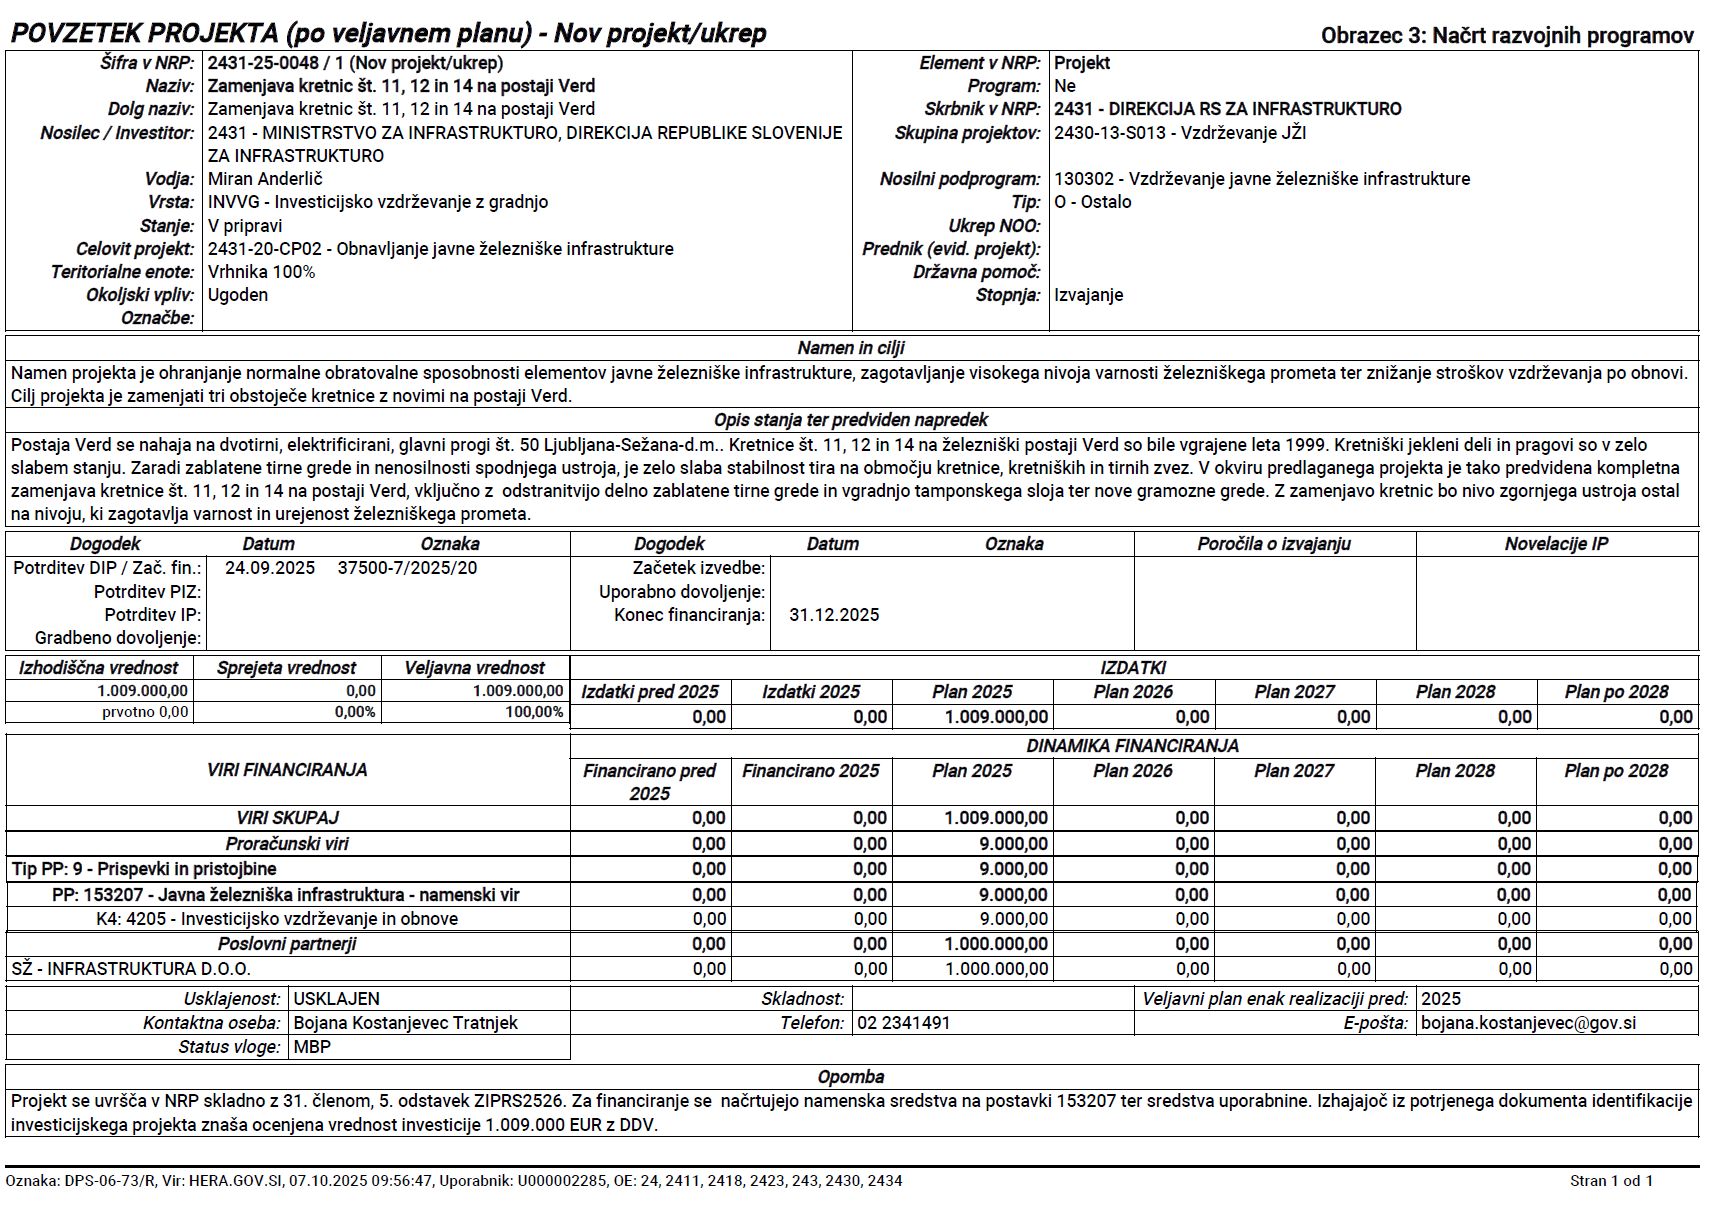 POVZETEK PROJEKTA (po veljavnem planu) - Nov projekt/ukrep
Obrazec 3: Načrt razvojnih programov
Šifra v NRP: 2431-25-0048 / 1 (Nov projekt/ukrep)
Naziv: Zamenjava kretnic št. 11, 12 in 14 na postaji Verd
Dolg naziv: Zamenjava kretnic št. 11, 12 in 14 na postaji Verd
Nosilec / Investitor: 2431 - MINISTRSTVO ZA INFRASTRUKTURO, DIREKCIJA REPUBLIKE SLOVENIJE
ZA INFRASTRUKTURO
Vodja: Miran Anderlič
Vrsta: INVVG - Investicijsko vzdrževanje z gradnjo
Stanje: V pripravi
Celovit projekt: 2431-20-CP02 - Obnavljanje javne železniške infrastrukture
Teritorialne enote: Vrhnika 100%
Okoljski vpliv: Ugoden
Označbe:
Element v NRP: Projekt
Program: Ne
Skrbnik v NRP: 2431 - DIREKCIJA RS ZA INFRASTRUKTURO
Skupina projektov: 2430-13-S013 - Vzdrževanje JŽI
Nosilni podprogram: 130302 - Vzdrževanje javne železniške infrastrukture
Tip: O - Ostalo
Ukrep NOO:
Prednik (evid. projekt):
Državna pomoč:
Stopnja: Izvajanje
Namen in cilji
Namen projekta je ohranjanje normalne obratovalne sposobnosti elementov javne železniške infrastrukture, zagotavljanje visokega nivoja varnosti železniškega prometa ter znižanje stroškov vzdrževanja po obnovi.
Cilj projekta je zamenjati tri obstoječe kretnice z novimi na postaji Verd.
Opis stanja ter predviden napredek
Postaja Verd se nahaja na dvotirni, elektrificirani, glavni progi št. 50 Ljubljana-Sežana-d.m.. Kretnice št. 11, 12 in 14 na železniški postaji Verd so bile vgrajene leta 1999. Kretniški jekleni deli in pragovi so v zelo
slabem stanju. Zaradi zablatene tirne grede in nenosilnosti spodnjega ustroja, je zelo slaba stabilnost tira na območju kretnice, kretniških in tirnih zvez. V okviru predlaganega projekta je tako predvidena kompletna
zamenjava kretnice št. 11, 12 in 14 na postaji Verd, vključno z  odstranitvijo delno zablatene tirne grede in vgradnjo tamponskega sloja ter nove gramozne grede. Z zamenjavo kretnic bo nivo zgornjega ustroja ostal
na nivoju, ki zagotavlja varnost in urejenost železniškega prometa.
Dogodek Datum Oznaka Dogodek Datum Oznaka Poročila o izvajanju Novelacije IP
Potrditev DIP / Zač. fin.: 24.09.2025 37500-7/2025/20 Začetek izvedbe:
Potrditev PIZ: Uporabno dovoljenje:
Potrditev IP: Konec financiranja: 31.12.2025
Gradbeno dovoljenje:
Izhodiščna vrednost Sprejeta vrednost Veljavna vrednost
1.009.000,00 0,00 1.009.000,00
prvotno 0,00 0,00% 100,00%
IZDATKI
Izdatki pred 2025 Izdatki 2025 Plan 2025 Plan 2026 Plan 2027 Plan 2028 Plan po 2028
0,00 0,00 1.009.000,00 0,00 0,00 0,00 0,00
VIRI FINANCIRANJA
DINAMIKA FINANCIRANJA
Financirano pred Financirano 2025 Plan 2025 Plan 2026 Plan 2027 Plan 2028 Plan po 2028
2025
VIRI SKUPAJ 0,00 0,00 1.009.000,00 0,00 0,00 0,00 0,00
Proračunski viri 0,00 0,00 9.000,00 0,00 0,00 0,00 0,00
Tip PP: 9 - Prispevki in pristojbine 0,00 0,00 9.000,00 0,00 0,00 0,00 0,00
PP: 153207 - Javna železniška infrastruktura - namenski vir 0,00 0,00 9.000,00 0,00 0,00 0,00 0,00
K4: 4205 - Investicijsko vzdrževanje in obnove 0,00 0,00 9.000,00 0,00 0,00 0,00 0,00
Poslovni partnerji 0,00 0,00 1.000.000,00 0,00 0,00 0,00 0,00
SŽ - INFRASTRUKTURA D.O.O. 0,00 0,00 1.000.000,00 0,00 0,00 0,00 0,00
Usklajenost: USKLAJEN Skladnost: Veljavni plan enak realizaciji pred: 2025
Kontaktna oseba: Bojana Kostanjevec Tratnjek Telefon: 02 2341491 E-pošta: bojana.kostanjevec@gov.si
Status vloge: MBP
Opomba
Projekt se uvršča v NRP skladno z 31. členom, 5. odstavek ZIPRS2526. Za financiranje se  načrtujejo namenska sredstva na postavki 153207 ter sredstva uporabnine. Izhajajoč iz potrjenega dokumenta identifikacije
investicijskega projekta znaša ocenjena vrednost investicije 1.009.000 EUR z DDV.
Oznaka: DPS-06-73/R, Vir: HERA.GOV.SI, 07.10.2025 09:56:47, Uporabnik: U000002285, OE: 24, 2411, 2418, 2423, 243, 2430, 2434
Stran 1 od 1